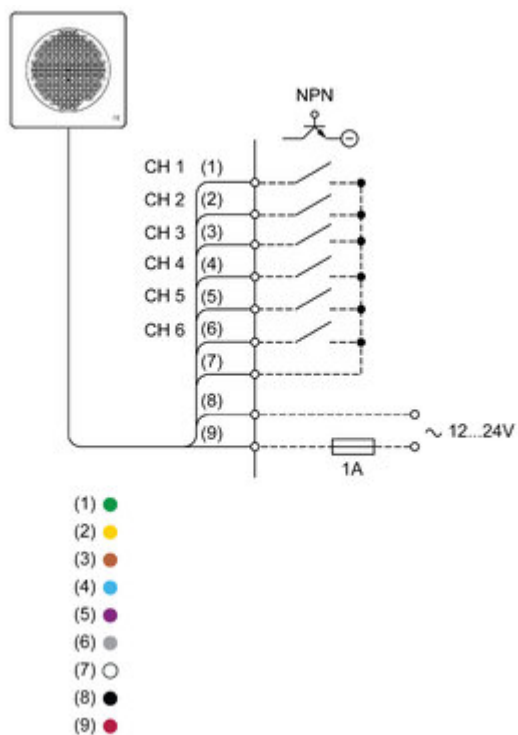 NPN
CH 1 (1)
CH 2 (2)
CH 3 (3)
CH 4 (4)
CH 5 (5)
CH 6 (6)
(7)
(8)
(9)
∼ 12...24V
1A
(1)
(2)
(3)
(4)
(5)
(6)
(7)
(8)
(9)